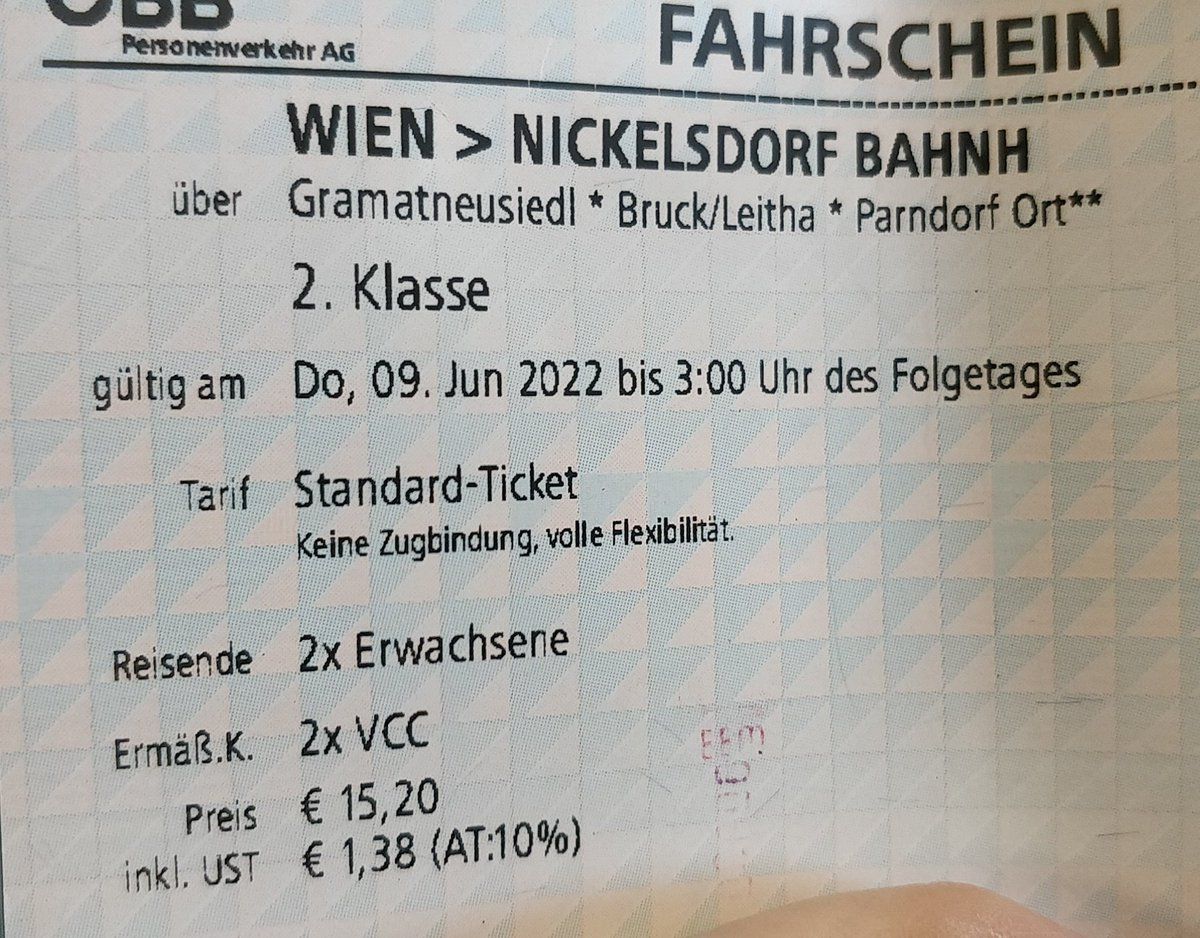 ÖBB
Personenverkehr AG
FAHRSCHEIN
WIEN > NICKELSDORF BAHNH
über Gramatneusiedl * Bruck/Leitha * Parndorf Ort**
2. Klasse
gültig am Do, 09. Jun 2022 bis 3:00 Uhr des Folgetages
Tarif Standard-Ticket
Keine Zugbindung, volle Flexibilität.
Reisende 2x Erwachsene
Ermäß.K. 2x VCC
Preis € 15,20
inkl. UST € 1,38 (AT:10%)